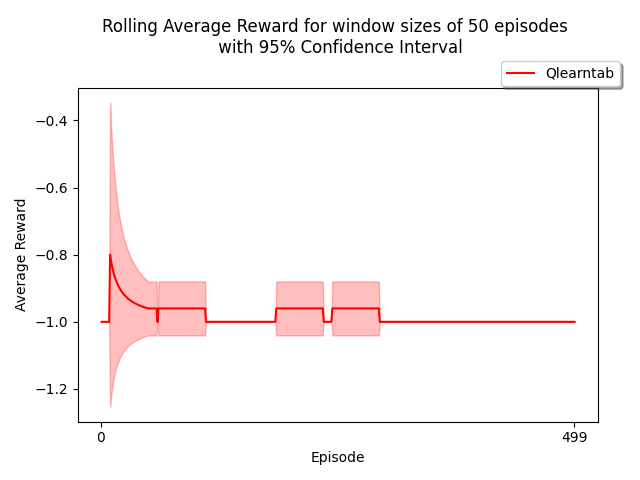 Rolling Average Reward for window sizes of 50 episodes
with 95% Confidence Interval
Qlearntab
−0.4
−0.6
−0.8
−1.0
−1.2
Average Reward
0
499
Episode